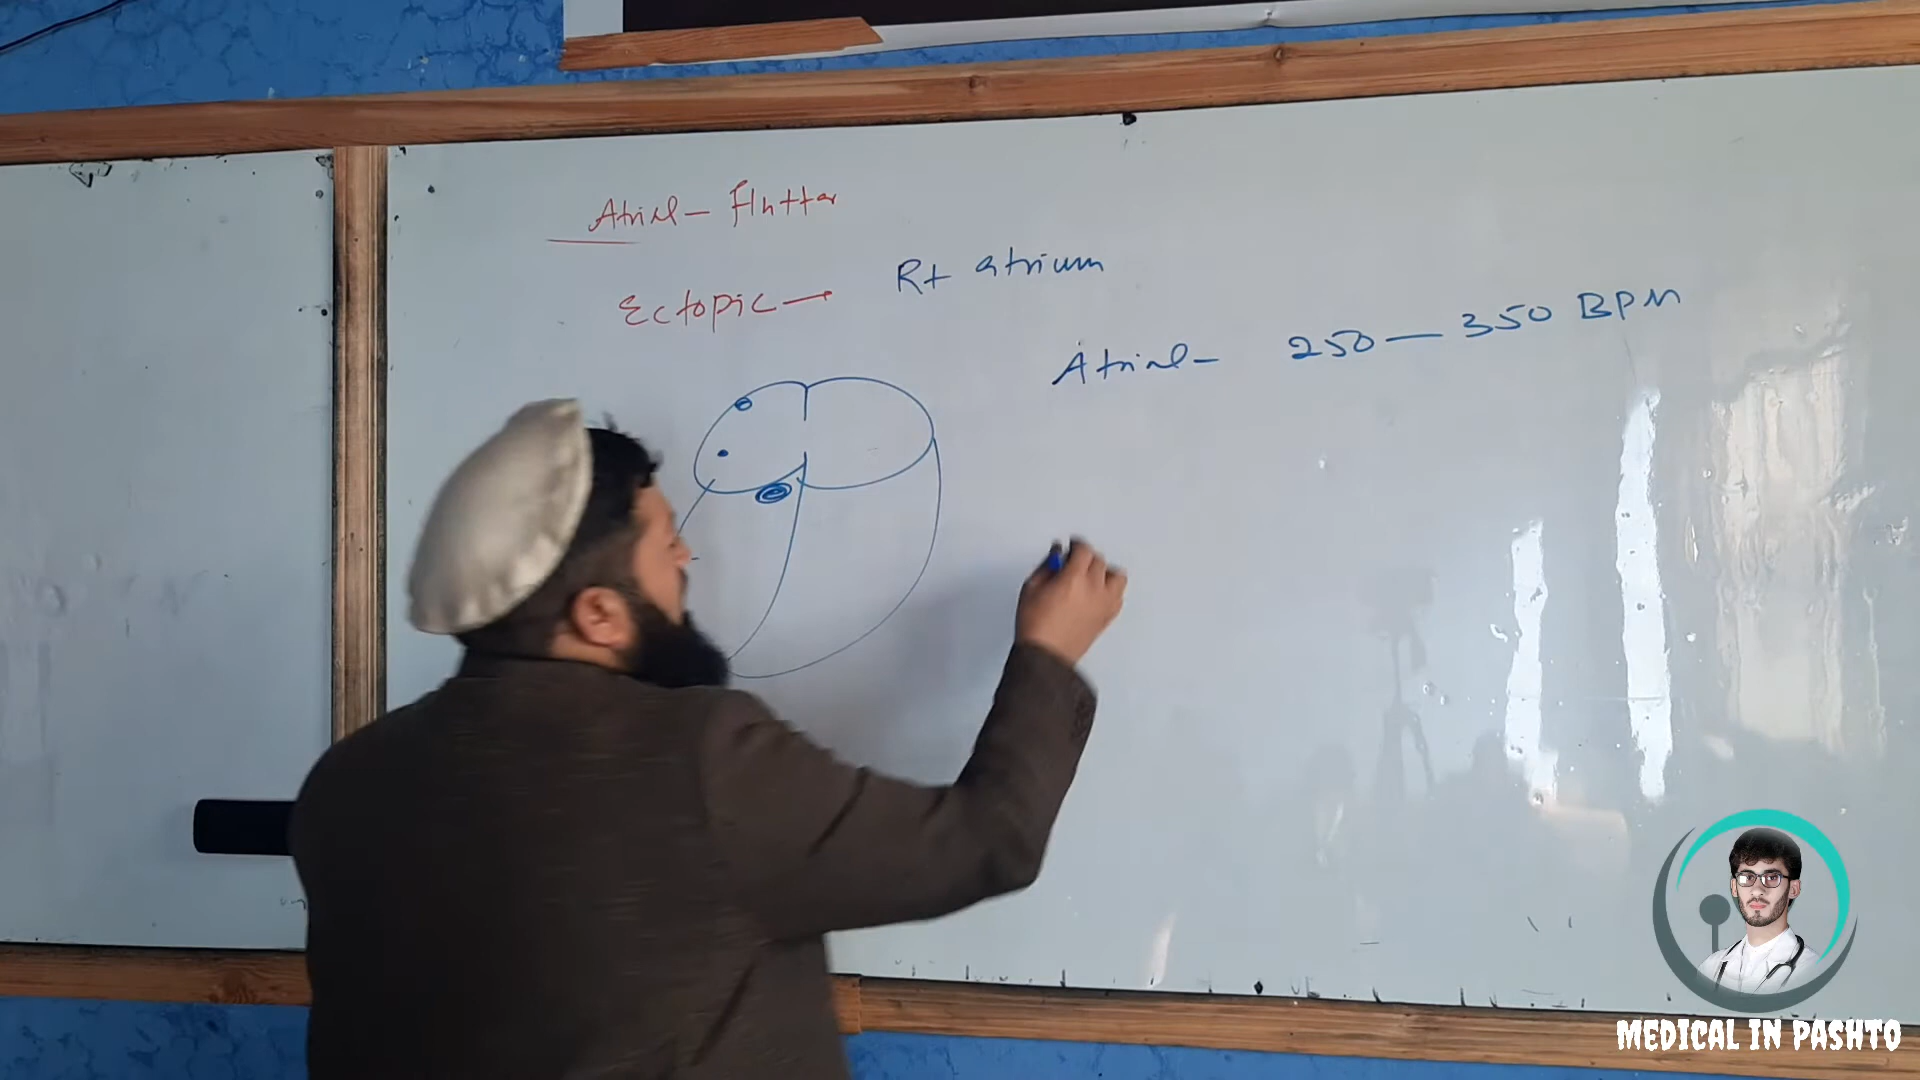 Atrial - Flutter
Ectopic → Rt atrium
Atrial - 250 — 350 BPM
MEDICAL IN PASHTO